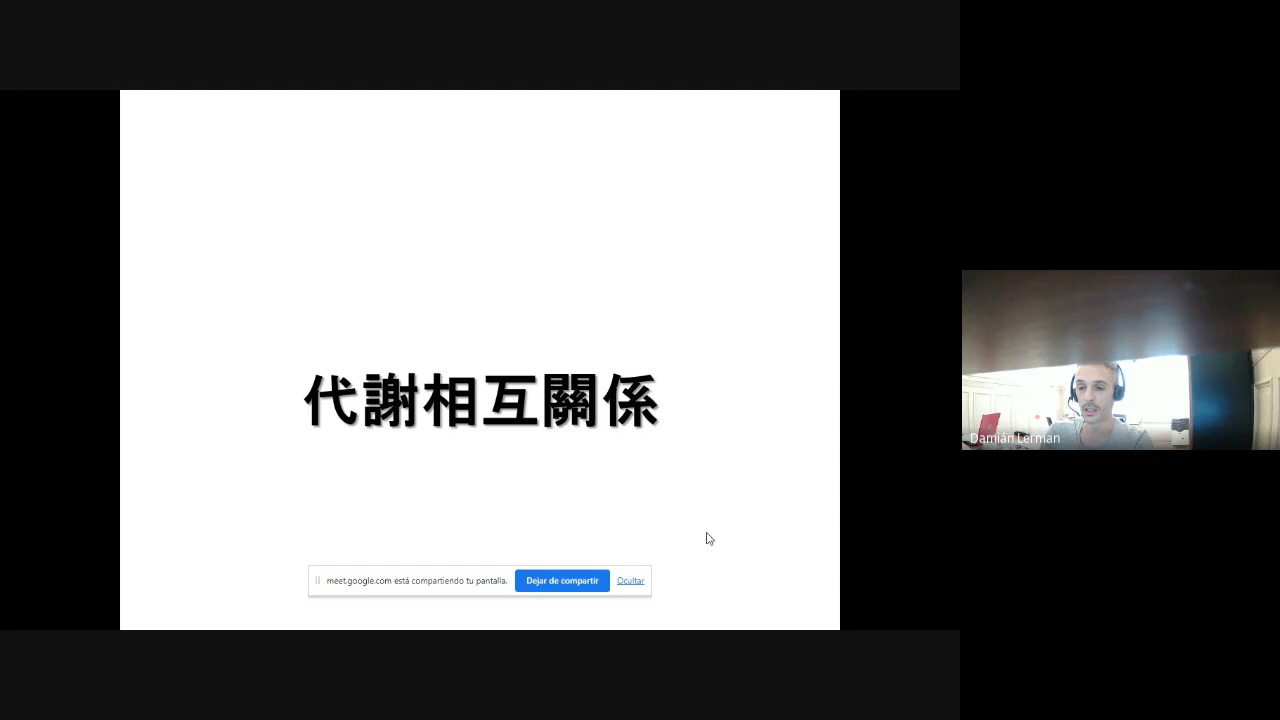 代謝相互關係
meet.google.com está compartiendo tu pantalla.
Dejar de compartir
Ocultar
Damián Lerman